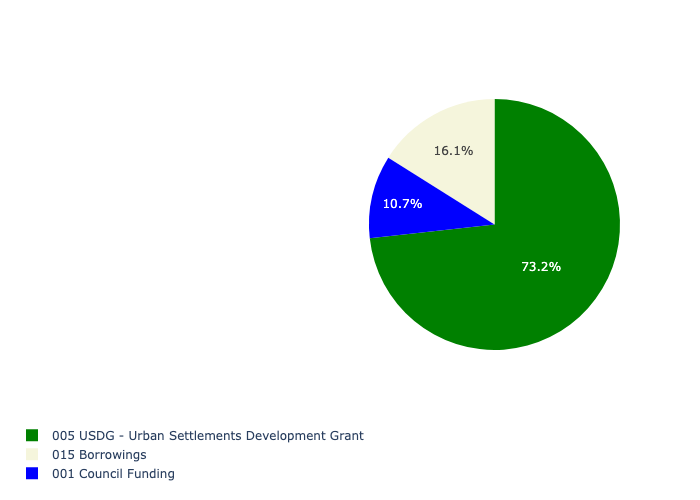 16.1%
10.7%
73.2%
005 USDG - Urban Settlements Development Grant
015 Borrowings
001 Council Funding